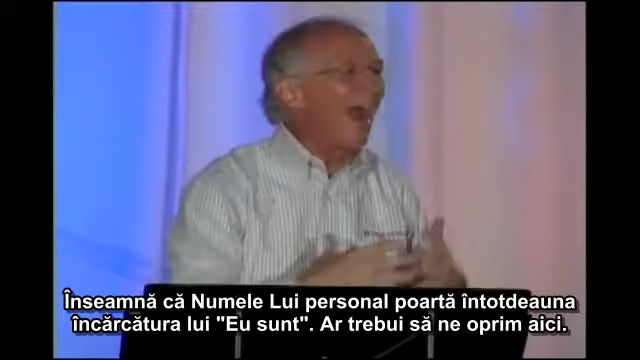 Înseamnă că Numele Lui personal poartă întotdeauna
încărcătura lui "Eu sunt". Ar trebui să ne oprim aici.